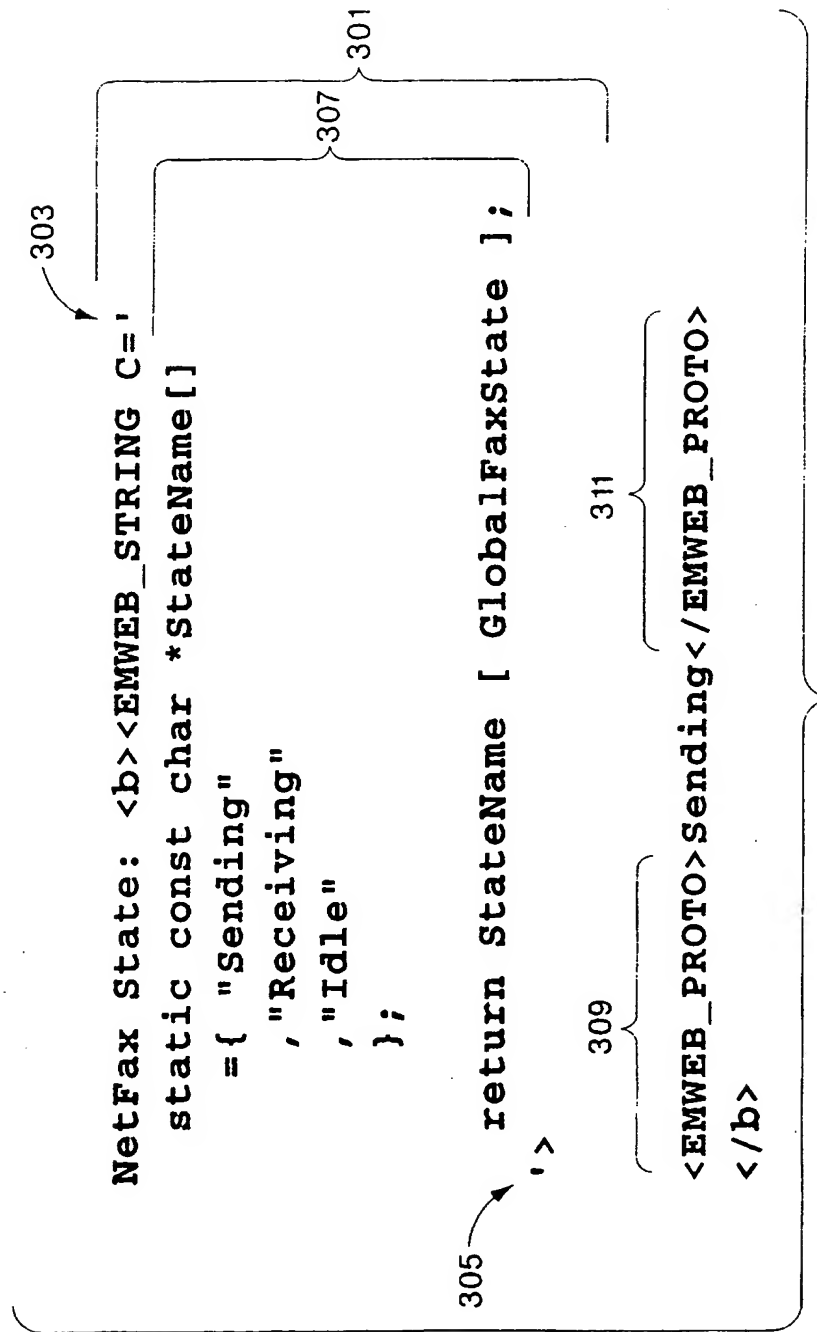 303
NetFax State: <b><EMWEB_STRING C='
static const char *StateName[]
={ "Sending"
, "Receiving"
, "Idle"
};
return StateName [ GlobalFaxState ];
305
'>
307
301
309
311
<EMWEB_PROTO>Sending</EMWEB_PROTO>
</b>